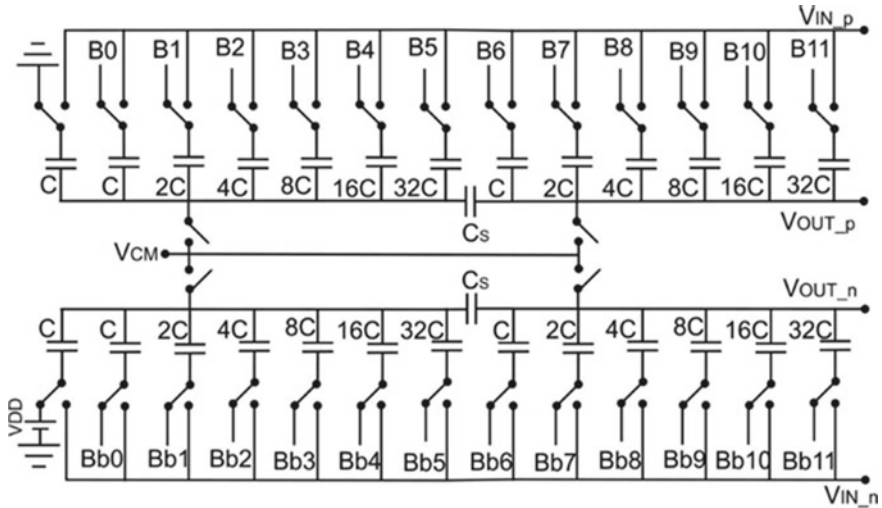 VIN_p
B0 B1 B2 B3 B4 B5 B6 B7 B8 B9 B10 B11
C C 2C 4C 8C 16C 32C C 2C 4C 8C 16C 32C
CS
VOUT_p
VCM
CS
VOUT_n
C C 2C 4C 8C 16C 32C C 2C 4C 8C 16C 32C
VDD
Bb0 Bb1 Bb2 Bb3 Bb4 Bb5 Bb6 Bb7 Bb8 Bb9 Bb10 Bb11
VIN_n